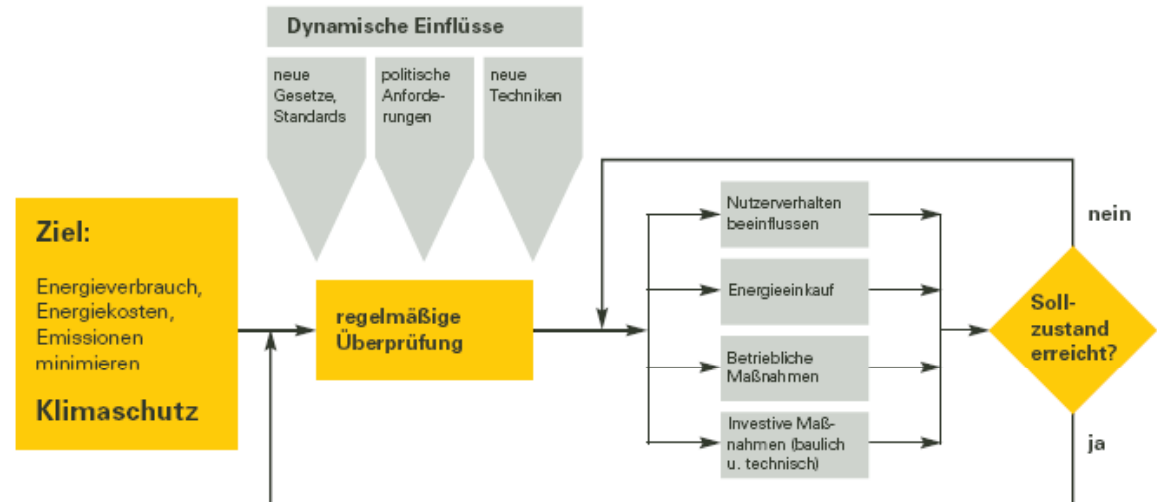 Dynamische Einflüsse
neue
Gesetze,
Standards
politische
Anforde-
rungen
neue
Techniken
Ziel:
Energieverbrauch,
Energiekosten,
Emissionen
minimieren
Klimaschutz
regelmäßige
Überprüfung
Nutzerverhalten
beeinflussen
Energieeinkauf
Betriebliche
Maßnahmen
Investive Maß-
nahmen (baulich
u. technisch)
nein
Soll-
zustand
erreicht?
ja